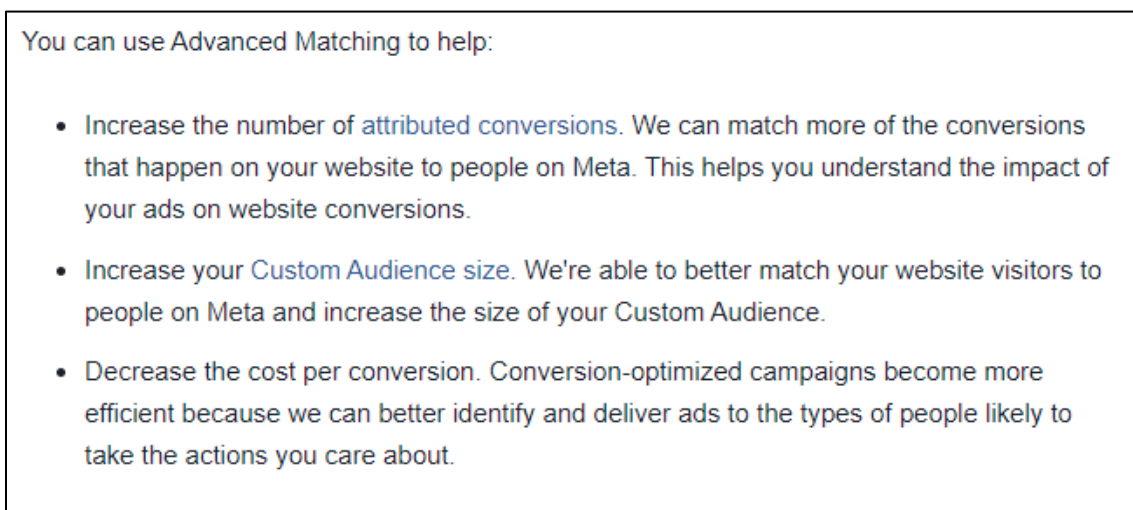 You can use Advanced Matching to help:
• Increase the number of attributed conversions. We can match more of the conversions
that happen on your website to people on Meta. This helps you understand the impact of
your ads on website conversions.
• Increase your Custom Audience size. We're able to better match your website visitors to
people on Meta and increase the size of your Custom Audience.
• Decrease the cost per conversion. Conversion-optimized campaigns become more
efficient because we can better identify and deliver ads to the types of people likely to
take the actions you care about.